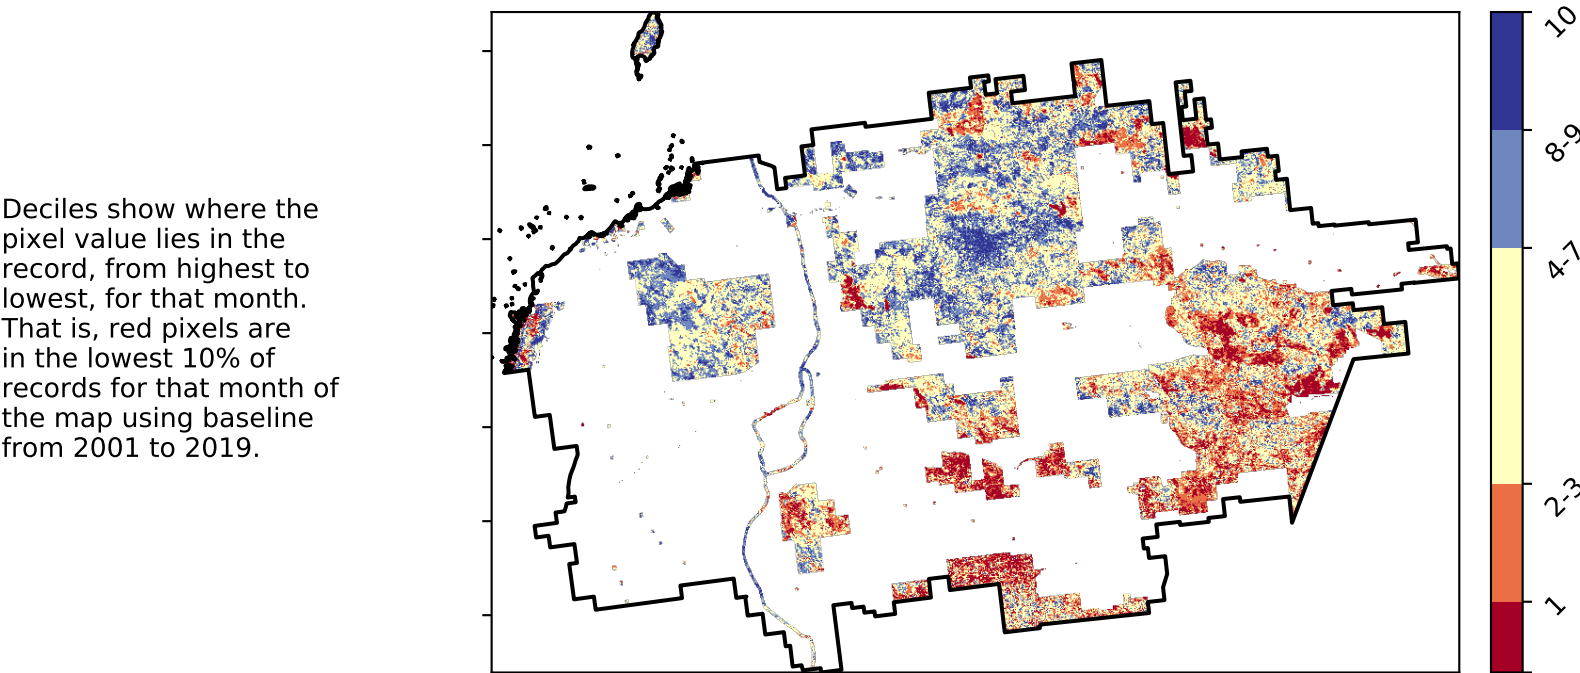 Deciles show where the
pixel value lies in the
record, from highest to
lowest, for that month.
That is, red pixels are
in the lowest 10% of
records for that month of
the map using baseline
from 2001 to 2019.
10
8-9
4-7
2-3
1